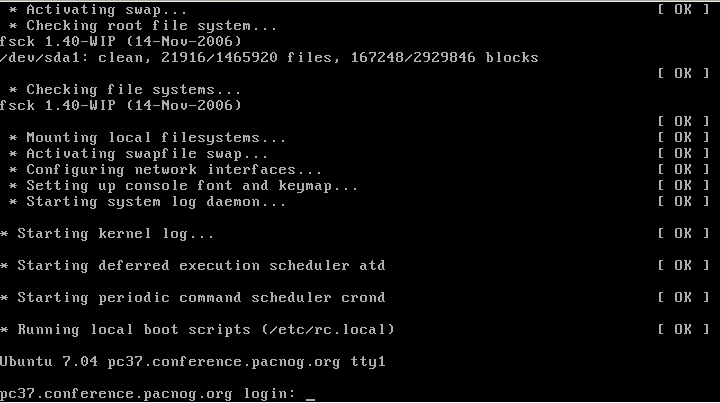 * Activating swap... [ OK ]
* Checking root file system...
fsck 1.40-WIP (14-Nov-2006)
/dev/sda1: clean, 21916/1465920 files, 167248/2929846 blocks
[ OK ]
* Checking file systems...
fsck 1.40-WIP (14-Nov-2006)
[ OK ]
* Mounting local filesystems... [ OK ]
* Activating swapfile swap... [ OK ]
* Configuring network interfaces... [ OK ]
* Setting up console font and keymap... [ OK ]
* Starting system log daemon... [ OK ]
* Starting kernel log... [ OK ]
* Starting deferred execution scheduler atd [ OK ]
* Starting periodic command scheduler crond [ OK ]
* Running local boot scripts (/etc/rc.local) [ OK ]
Ubuntu 7.04 pc37.conference.pacnog.org tty1
pc37.conference.pacnog.org login: _